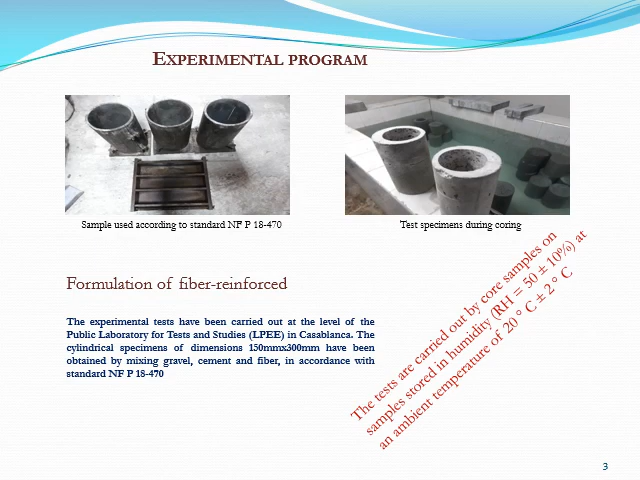 EXPERIMENTAL PROGRAM
Sample used according to standard NF P 18-470
Test specimens during coring
Formulation of fiber-reinforced
The experimental tests have been carried out at the level of the
Public Laboratory for Tests and Studies (LPEE) in Casablanca. The
cylindrical specimens of dimensions 150mmx300mm have been
obtained by mixing gravel, cement and fiber, in accordance with
standard NF P 18-470
The tests are carried out by core samples on
samples stored in humidity (RH = 50 ± 10%) at
an ambient temperature of 20 ° C ± 2 ° C
3